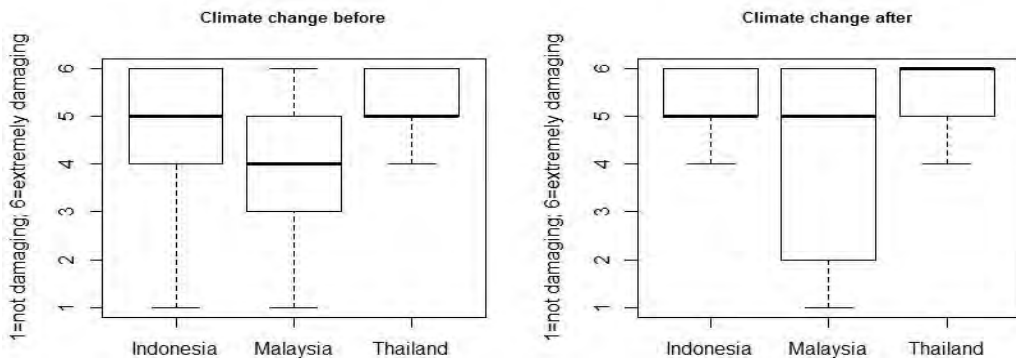 Climate change before
1=not damaging; 6=extremely damaging
6
5
4
3
2
1
Indonesia Malaysia Thailand
Climate change after
1=not damaging; 6=extremely damaging
6
5
4
3
2
1
Indonesia Malaysia Thailand